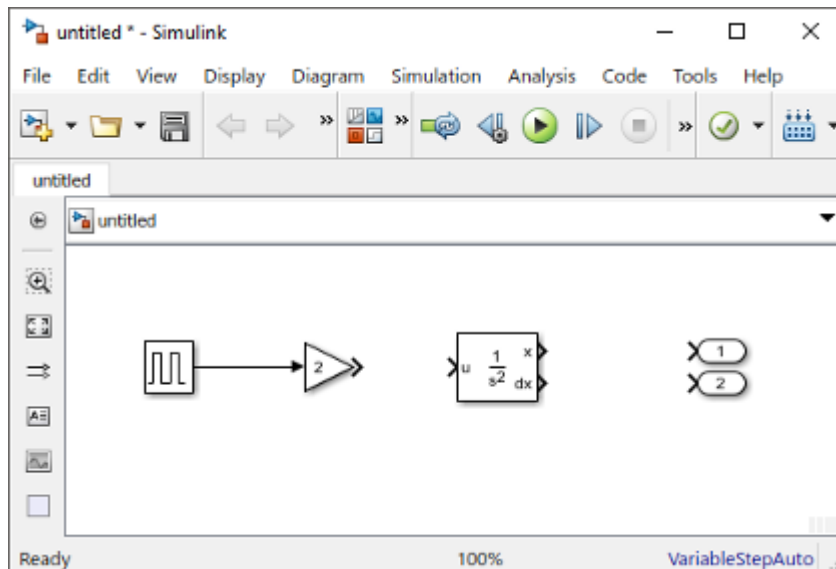 untitled * - Simulink
File Edit View Display Diagram Simulation Analysis Code Tools Help
» » »
untitled
untitled
2
u 1/s² x dx
1
2
Ready 100% VariableStepAuto